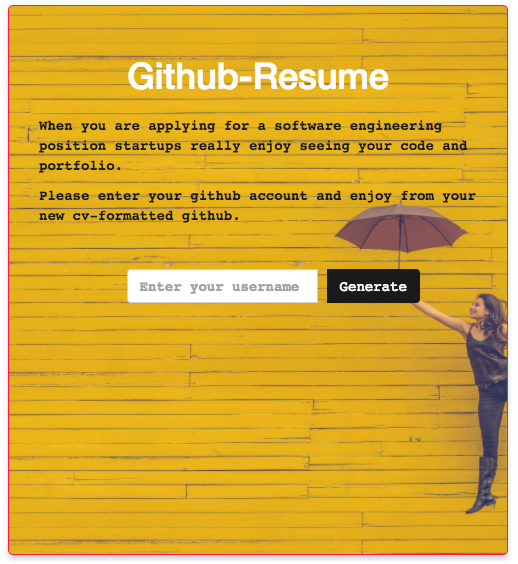 Github-Resume
When you are applying for a software engineering
position startups really enjoy seeing your code and
portfolio.
Please enter your github account and enjoy from your
new cv-formatted github.
Enter your username
Generate